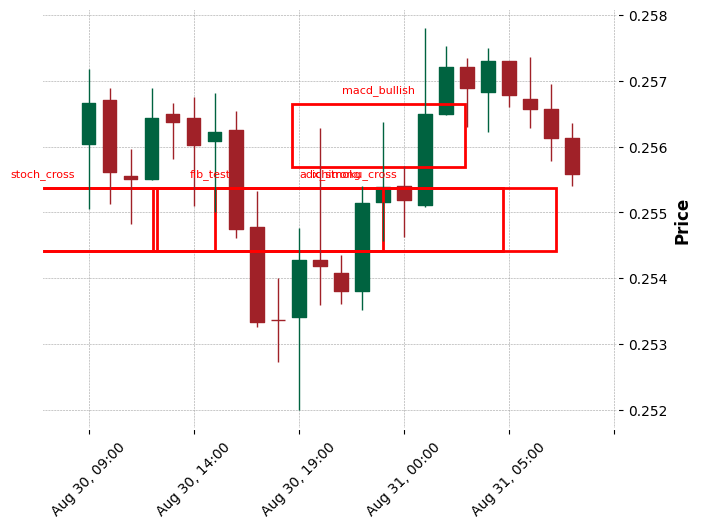 0.258
0.257
macd_bullish
0.256
stoch_cross
fib_test
ichimoku_cross
0.255
0.254
0.253
0.252
Price
Aug 30, 09:00
Aug 30, 14:00
Aug 30, 19:00
Aug 31, 00:00
Aug 31, 05:00